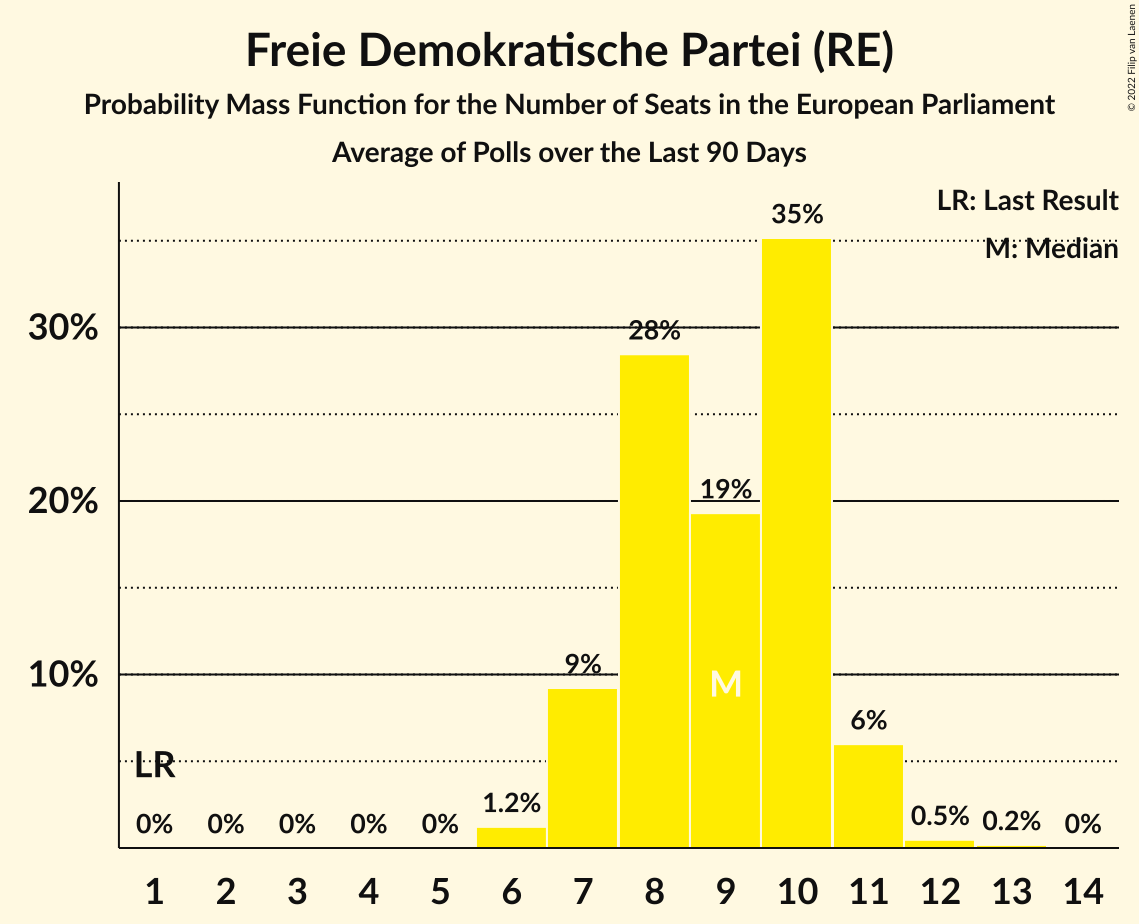 Freie Demokratische Partei (RE)
Probability Mass Function for the Number of Seats in the European Parliament
Average of Polls over the Last 90 Days
© 2022 Filip van Laenen
LR: Last Result
M: Median
35%
30%
28%
20%
19%
10%
9%
M
6%
LR
1.2%
0% 0% 0% 0% 0% 0.5% 0.2% 0%
1 2 3 4 5 6 7 8 9 10 11 12 13 14